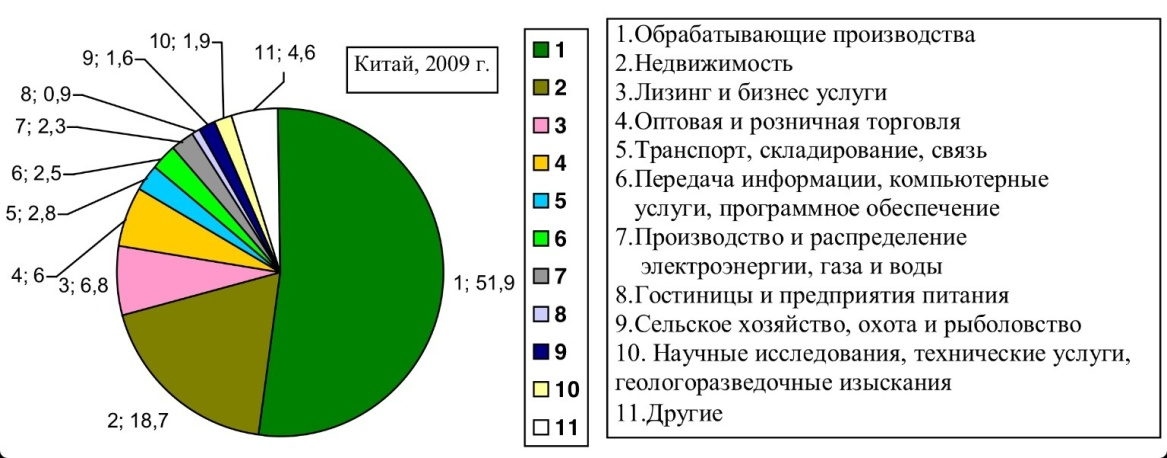 10; 1,9
9; 1,6
11; 4,6
Китай, 2009 г.
8; 0,9
7; 2,3
6; 2,5
5; 2,8
4; 6
3; 6,8
1; 51,9
2; 18,7
1
2
3
4
5
6
7
8
9
10
11
1.Обрабатывающие производства
2.Недвижимость
3.Лизинг и бизнес услуги
4.Оптовая и розничная торговля
5.Транспорт, складирование, связь
6.Передача информации, компьютерные
услуги, программное обеспечение
7.Производство и распределение
электроэнергии, газа и воды
8.Гостиницы и предприятия питания
9.Сельское хозяйство, охота и рыболовство
10. Научные исследования, технические услуги,
геологоразведочные изыскания
11.Другие